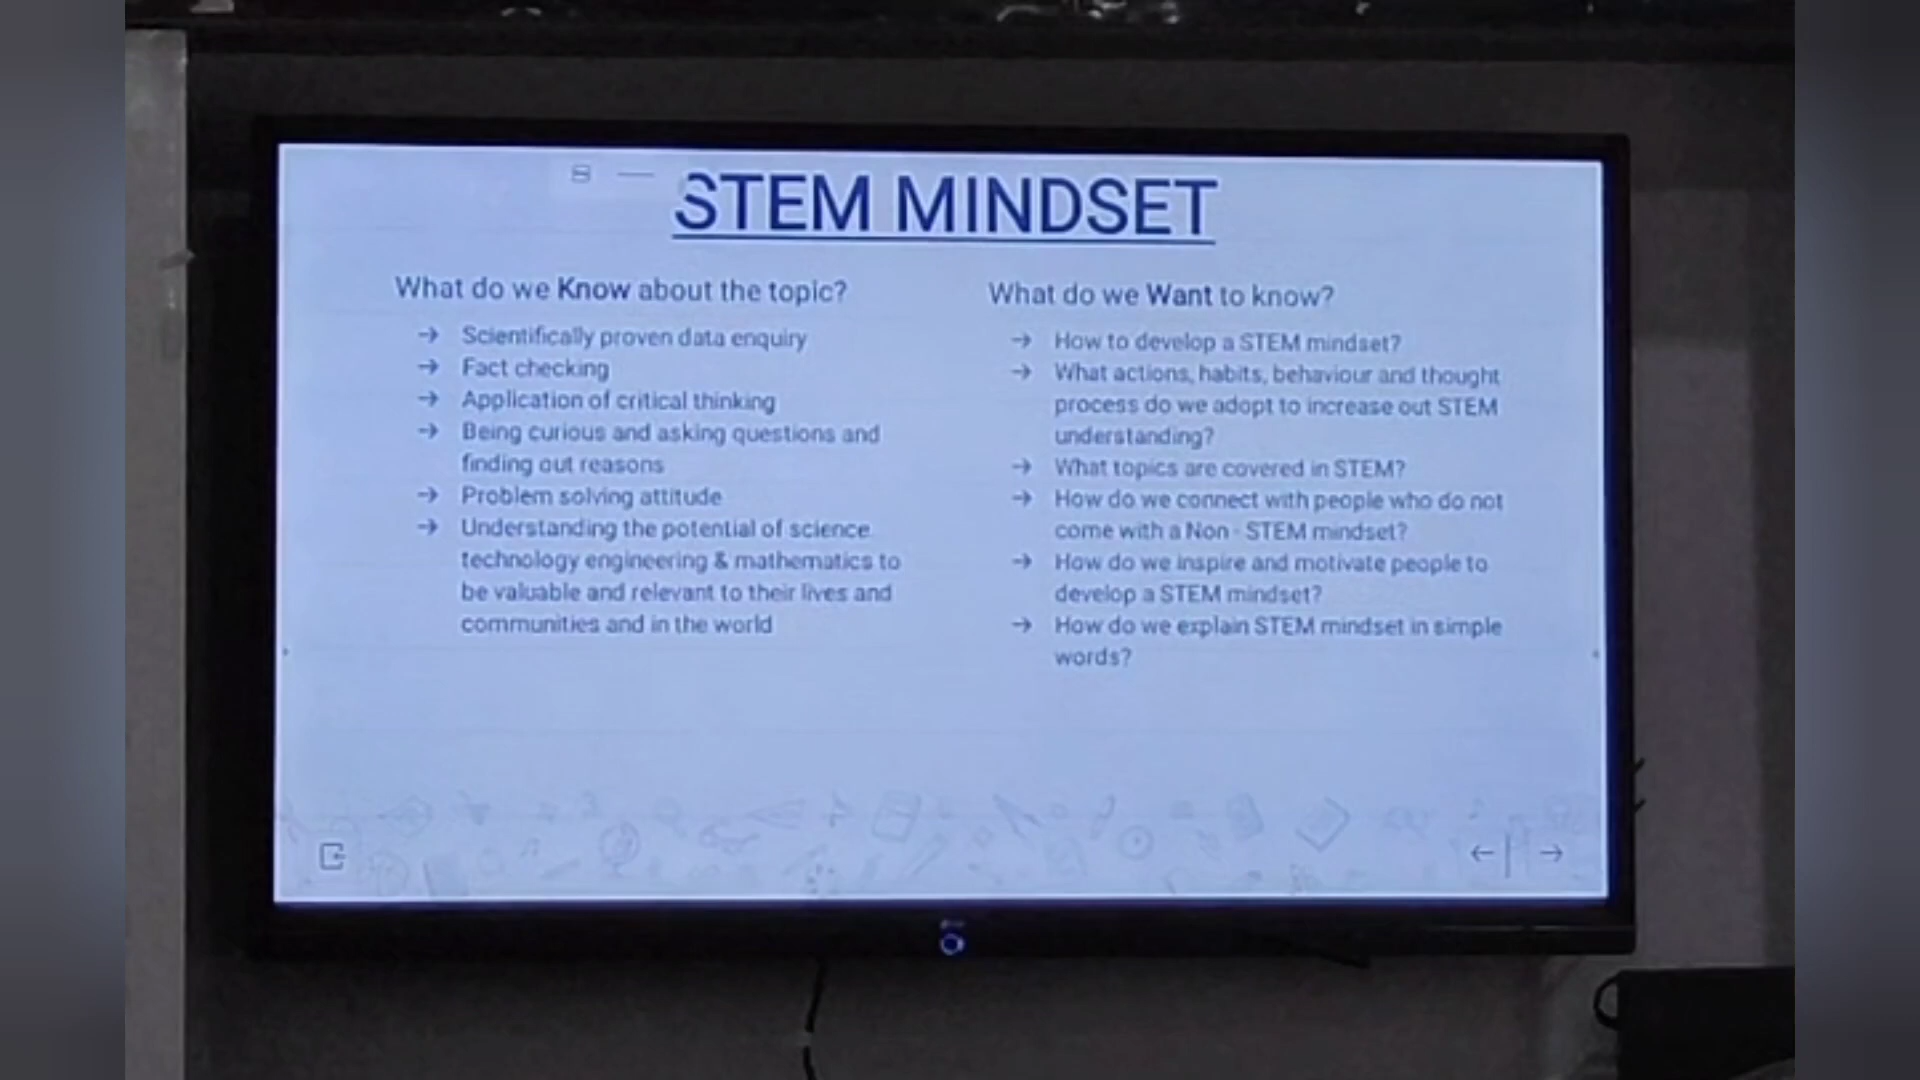 STEM MINDSET
What do we Know about the topic?
→ Scientifically proven data enquiry
→ Fact checking
→ Application of critical thinking
→ Being curious and asking questions and
finding out reasons
→ Problem solving attitude
→ Understanding the potential of science
technology engineering & mathematics to
be valuable and relevant to their lives and
communities and in the world
What do we Want to know?
→ How to develop a STEM mindset?
→ What actions, habits, behaviour and thought
process do we adopt to increase out STEM
understanding?
→ What topics are covered in STEM?
→ How do we connect with people who do not
come with a Non - STEM mindset?
→ How do we inspire and motivate people to
develop a STEM mindset?
→ How do we explain STEM mindset in simple
words?